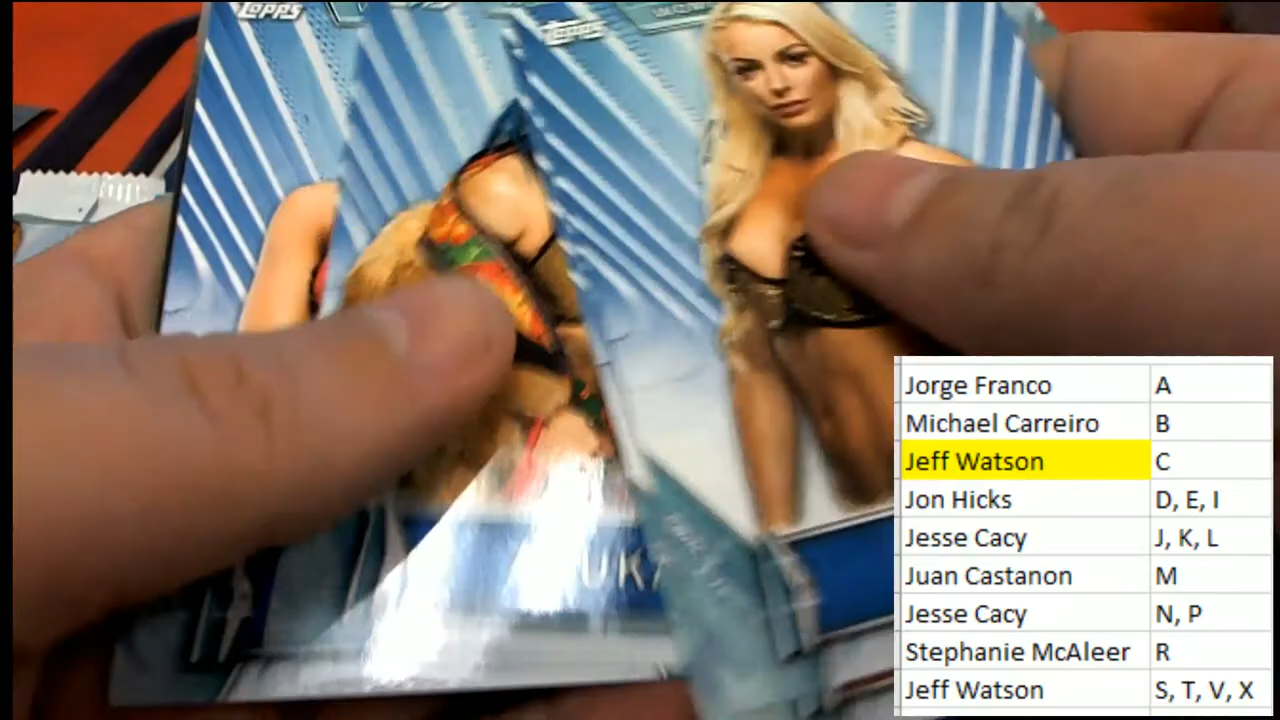 TOPPS
TOPPS
Jorge Franco A
Michael Carreiro B
Jeff Watson C
Jon Hicks D, E, I
Jesse Cacy J, K, L
Juan Castanon M
Jesse Cacy N, P
Stephanie McAleer R
Jeff Watson S, T, V, X